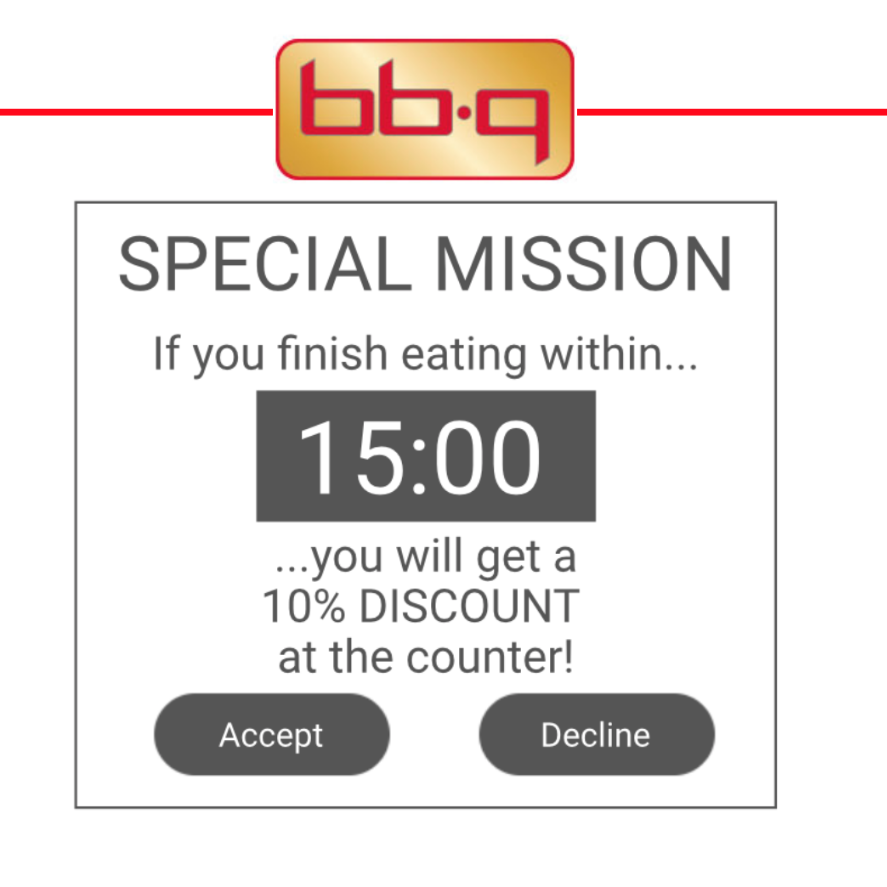 bb.q
SPECIAL MISSION
If you finish eating within...
15:00
...you will get a
10% DISCOUNT
at the counter!
Accept
Decline